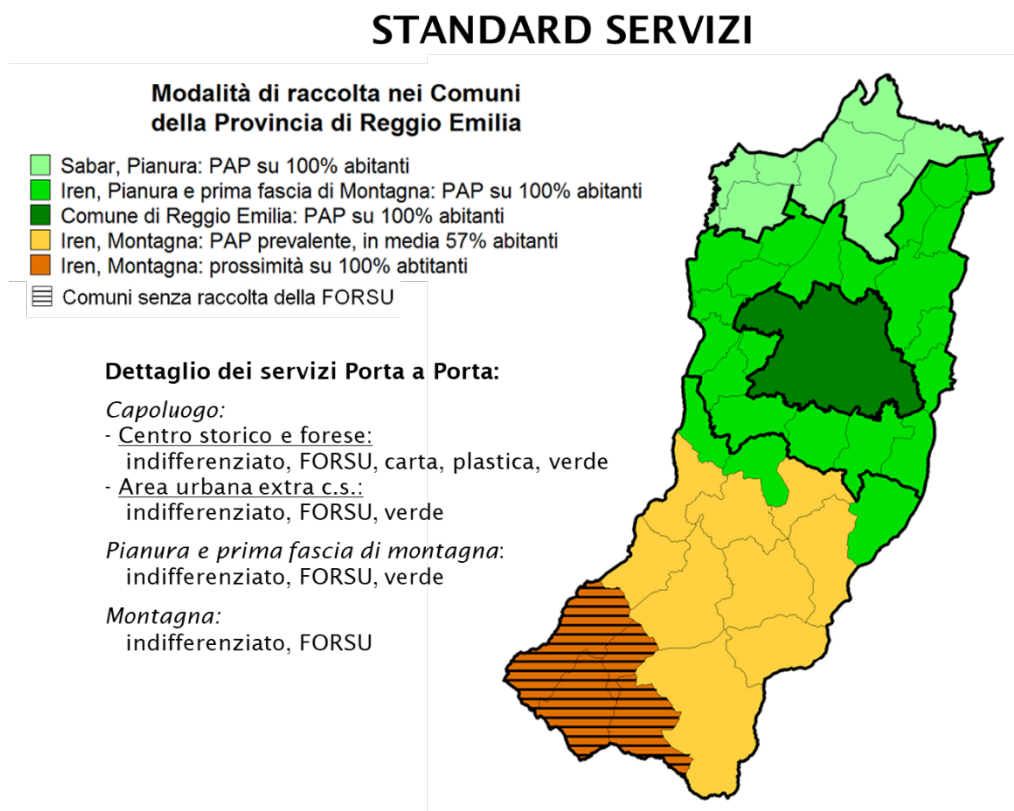 STANDARD SERVIZI
Modalità di raccolta nei Comuni
della Provincia di Reggio Emilia
Sabar, Pianura: PAP su 100% abitanti
Iren, Pianura e prima fascia di Montagna: PAP su 100% abitanti
Comune di Reggio Emilia: PAP su 100% abitanti
Iren, Montagna: PAP prevalente, in media 57% abitanti
Iren, Montagna: prossimità su 100% abtitanti
Comuni senza raccolta della FORSU
Dettaglio dei servizi Porta a Porta:
Capoluogo:
- Centro storico e forese:
indifferenziato, FORSU, carta, plastica, verde
- Area urbana extra c.s.:
indifferenziato, FORSU, verde
Pianura e prima fascia di montagna:
indifferenziato, FORSU, verde
Montagna:
indifferenziato, FORSU